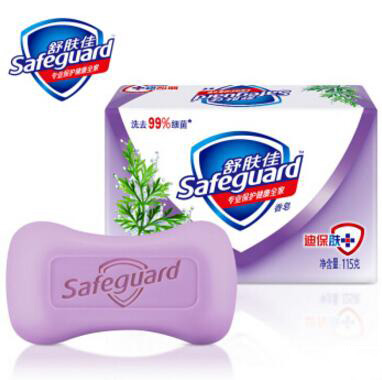 舒肤佳
Safeguard
专业保护健康全家
洗去99%细菌*
舒肤佳
Safeguard™
专业保护健康全家
香皂
迪保肤
净含量:115克
Safeguard